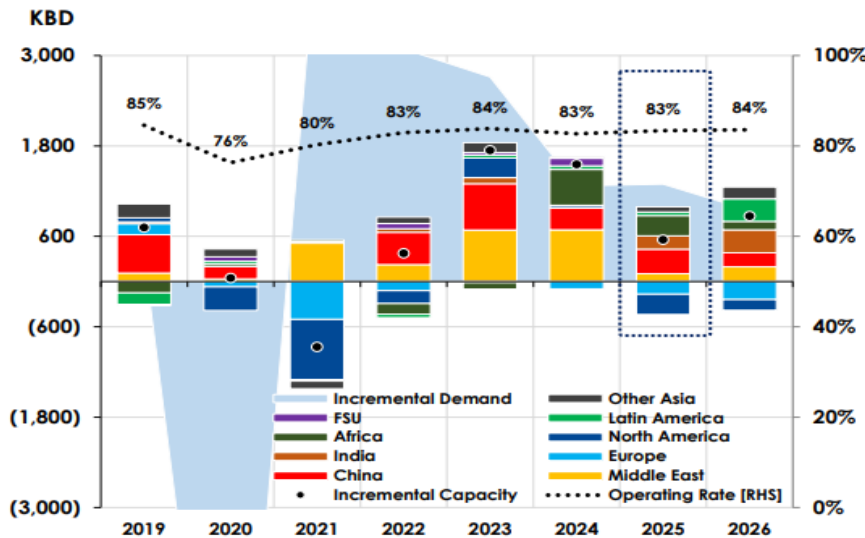 KBD
3,000 100%
85% 76% 80% 83% 84% 83% 83% 84%
1,800 80%
600 60%
(600) 40%
Incremental Demand Other Asia
FSU Latin America
(1,800) 20%
Africa North America
India Europe
China Middle East
Incremental Capacity Operating Rate [RHS]
(3,000) 0%
2019 2020 2021 2022 2023 2024 2025 2026